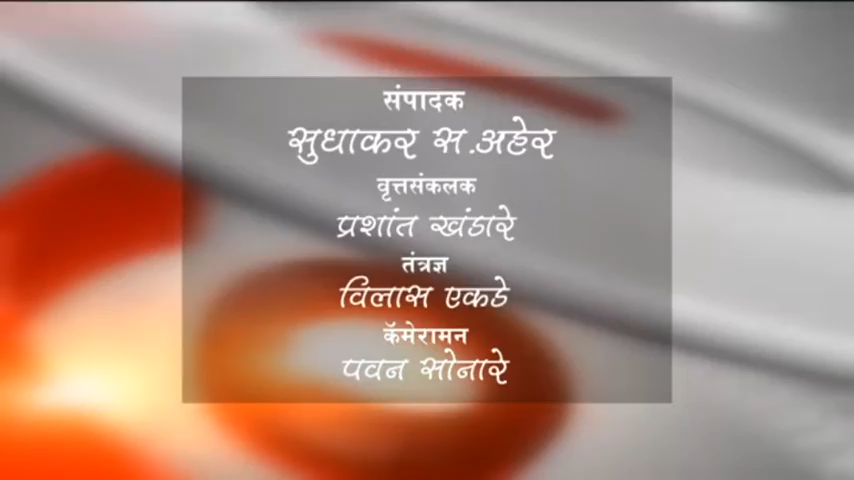 संपादक
सुधाकर स.अहेर
वृत्तसंकलक
प्रशांत खंडारे
तंत्रज्ञ
विलास एकडे
कॅमेरामन
पवन सोनारे